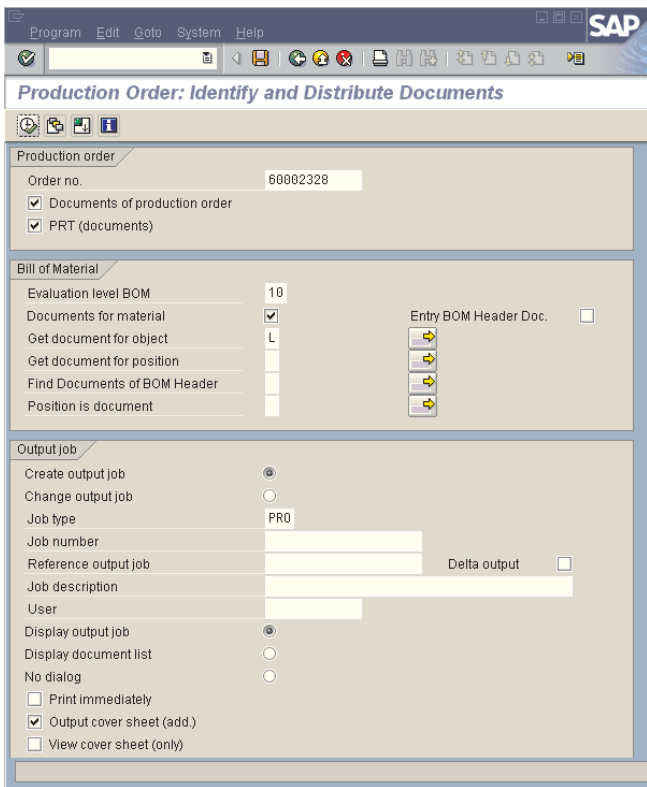 Program Edit Goto System Help
SAP
Production Order: Identify and Distribute Documents
Production order
Order no. 60002328
Documents of production order
PRT (documents)
Bill of Material
Evaluation level BOM 10
Documents for material Entry BOM Header Doc.
Get document for object L
Get document for position
Find Documents of BOM Header
Position is document
Output job
Create output job
Change output job
Job type PRO
Job number
Reference output job Delta output
Job description
User
Display output job
Display document list
No dialog
Print immediately
Output cover sheet (add.)
View cover sheet (only)